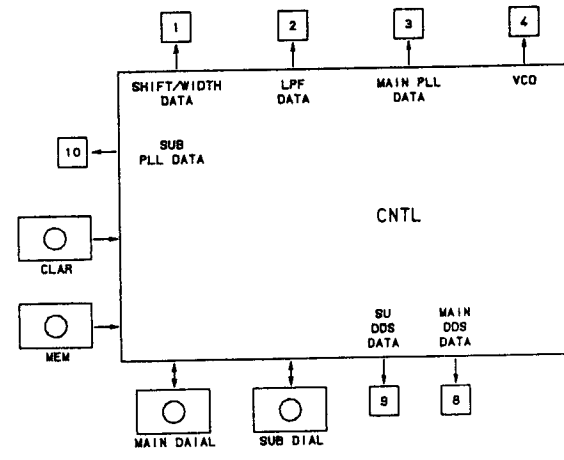 1
2
3
4
SHIFT/WIDTH
DATA
LPF
DATA
MAIN PLL
DATA
VCO
10
SUB
PLL DATA
CNTL
CLAR
MEM
SU
DDS
DATA
MAIN
DDS
DATA
MAIN DAIAL
SUB DIAL
9
8